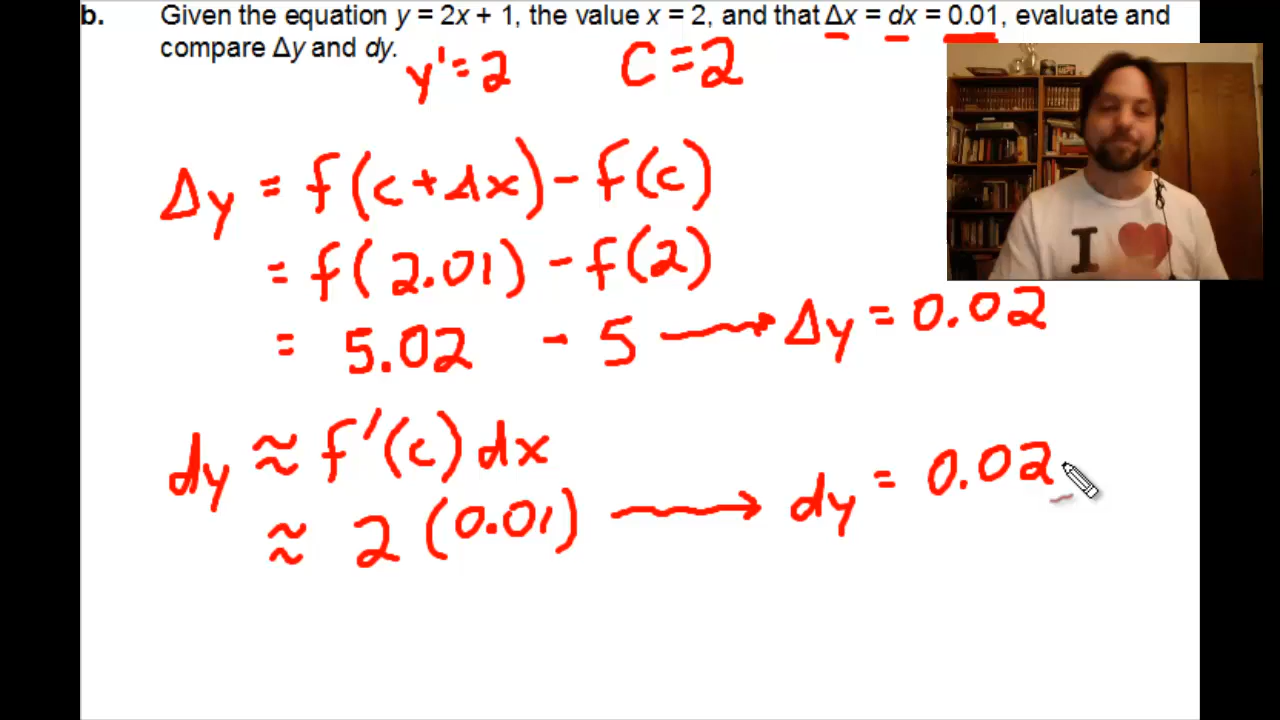 b. Given the equation y = 2x + 1, the value x = 2, and that Δx = dx = 0.01, evaluate and
compare Δy and dy.
y' = 2
C = 2
Δy = f(c + Δx) - f(c)
= f(2.01) - f(2)
= 5.02 - 5 → Δy = 0.02
dy ≈ f'(c) dx
≈ 2 (0.01) → dy = 0.02
I